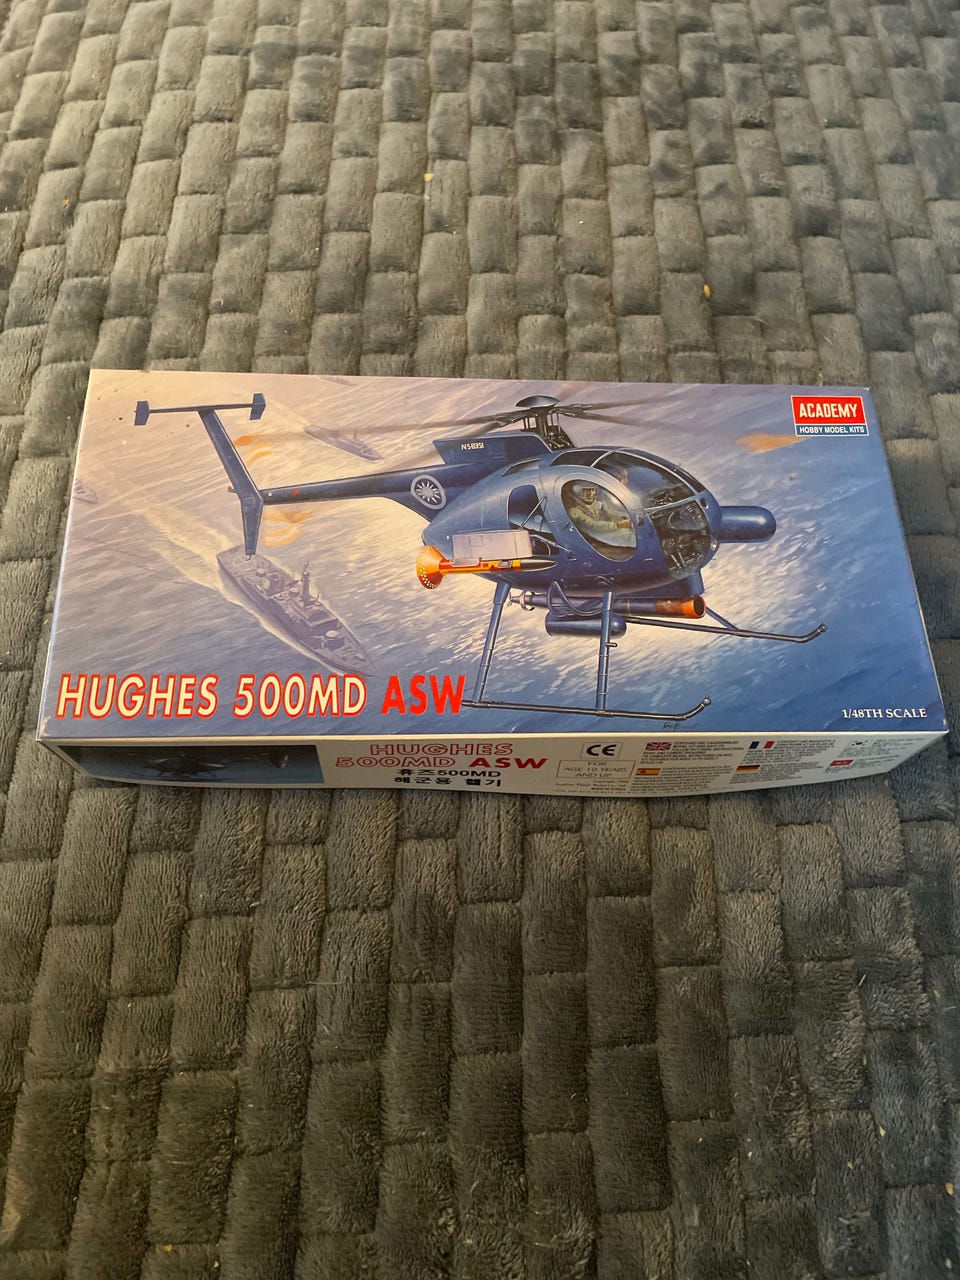 ACADEMY
HOBBY MODEL KITS
N58351
HUGHES 500MD ASW
1/48TH SCALE
HUGHES
500MD ASW
휴즈500MD
해군용 헬기
CE
FOR
AGE 10 YEARS
AND UP